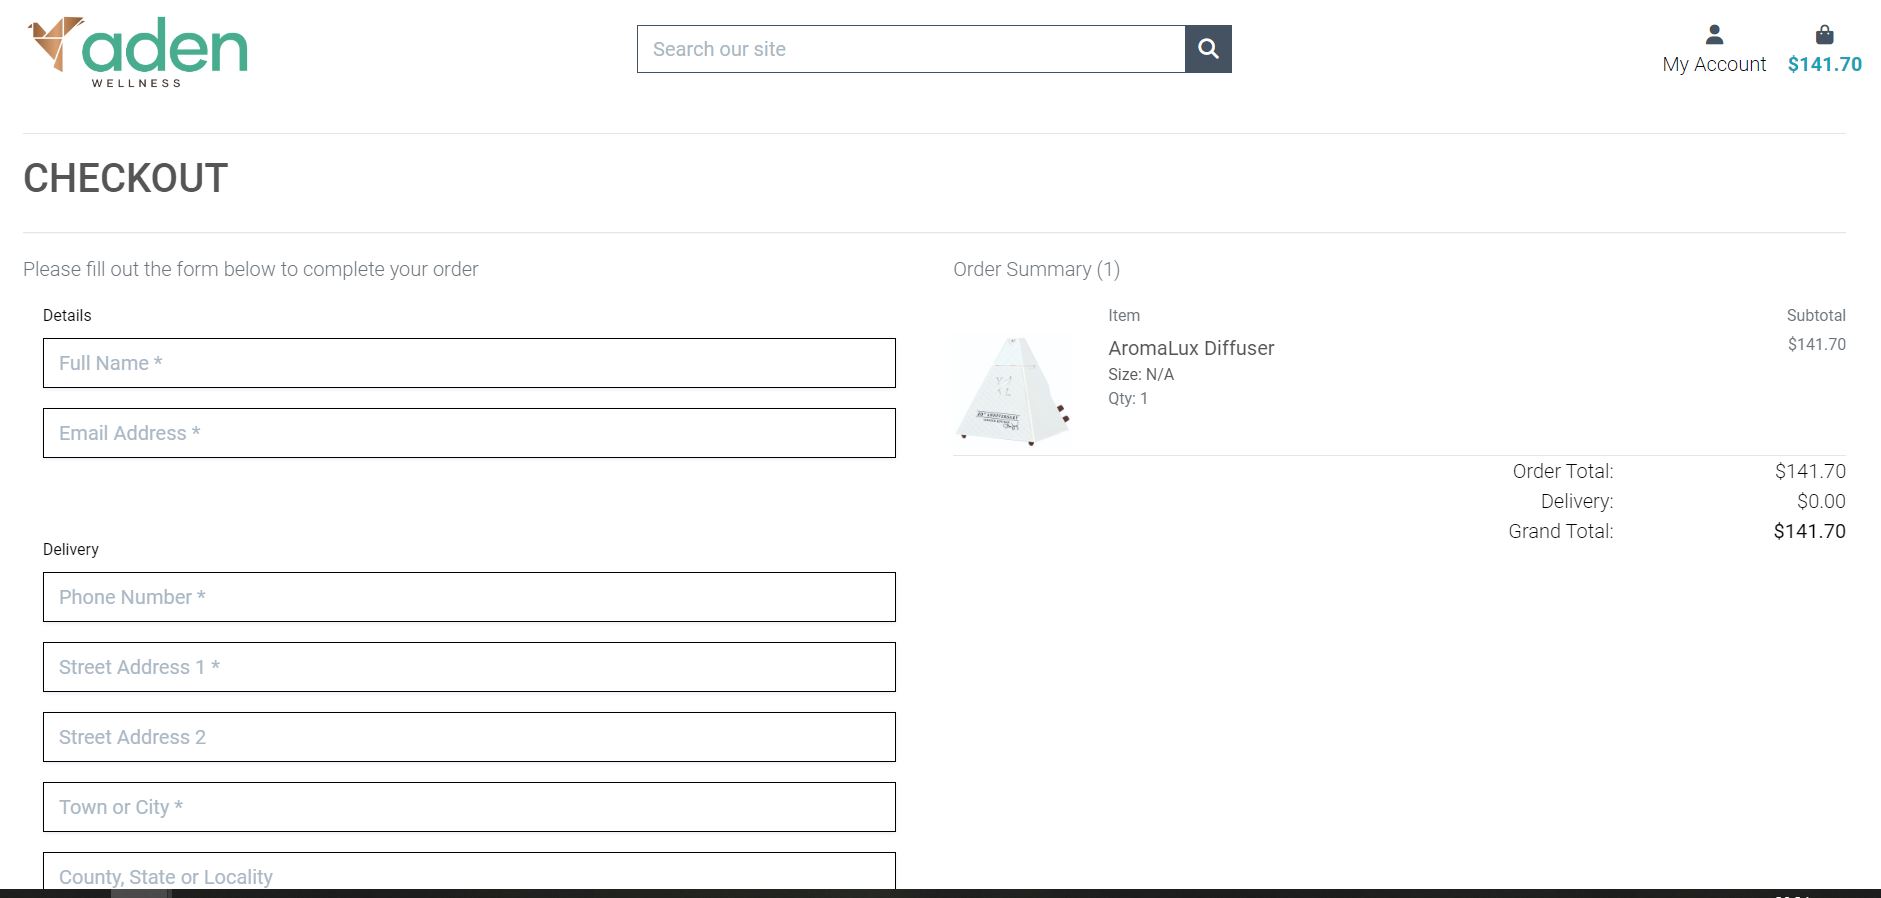 aden
WELLNESS
Search our site
My Account
$141.70
CHECKOUT
Please fill out the form below to complete your order
Details
Full Name *
Email Address *
Delivery
Phone Number *
Street Address 1 *
Street Address 2
Town or City *
County, State or Locality
Order Summary (1)
Item Subtotal
AromaLux Diffuser $141.70
Size: N/A
Qty: 1
Order Total: $141.70
Delivery: $0.00
Grand Total: $141.70